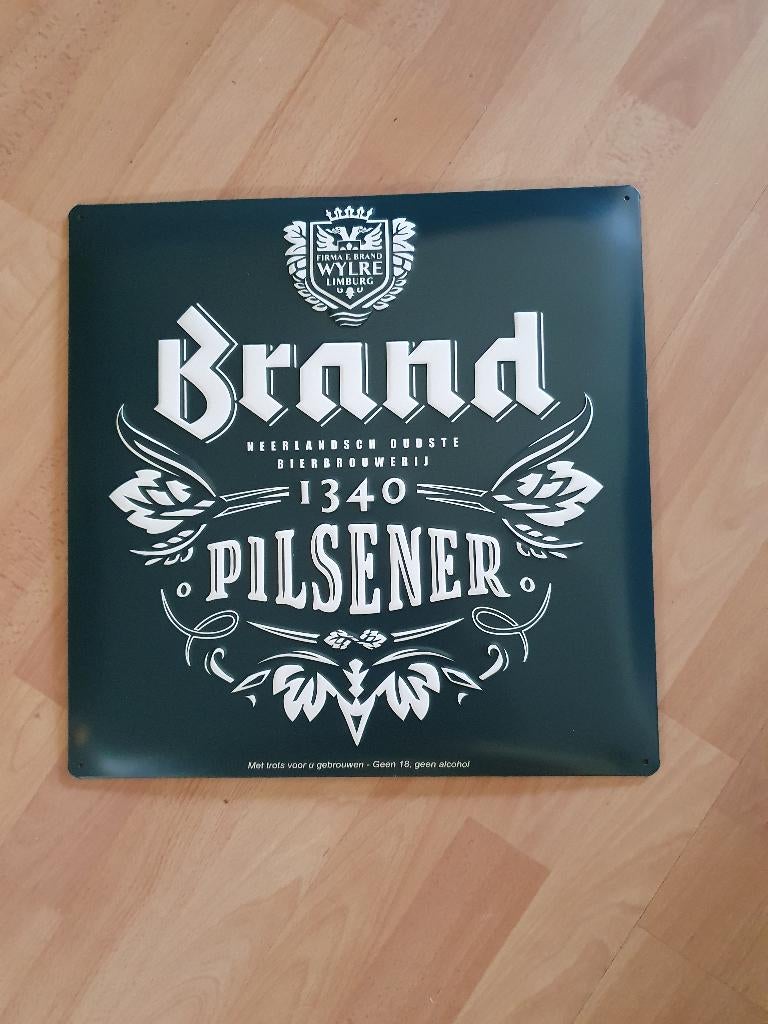 FIRMA F. BRAND
WYLRE
LIMBURG
Brand
NEERLANDSCH OUDSTE
BIERBROUWERIJ
1340
PILSENER
Met trots voor u gebrouwen - Geen 18, geen alcohol